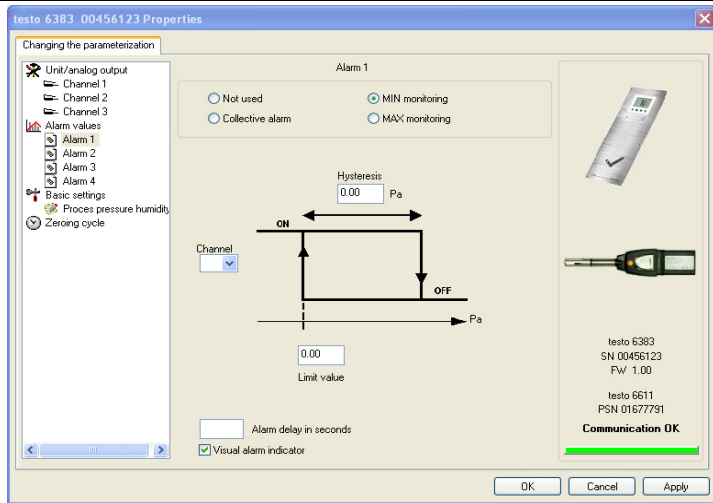 testo 6383 00456123 Properties
Changing the parameterization
Unit/analog output
Channel 1
Channel 2
Channel 3
Alarm values
Alarm 1
Alarm 2
Alarm 3
Alarm 4
Basic settings
Proces pressure humidity
Zeroing cycle
Alarm 1
Not used
MIN monitoring
Collective alarm
MAX monitoring
Hysteresis
0.00 Pa
ON
Channel
OFF
Pa
0.00
Limit value
Alarm delay in seconds
Visual alarm indicator
testo 6383
SN 00456123
FW 1.00
testo 6611
PSN 01677791
Communication OK
OK Cancel Apply